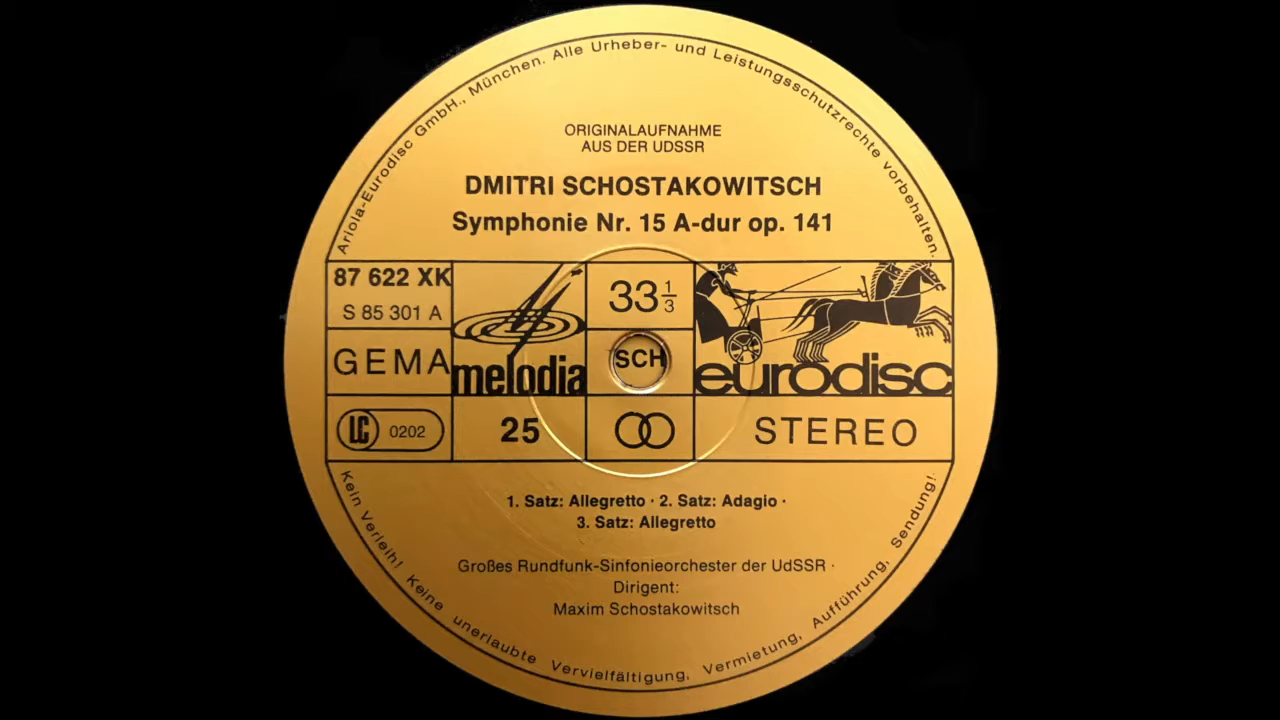 Ariola-Eurodisc GmbH., München. Alle Urheber- und Leistungsschutzrechte vorbehalten.
ORIGINALAUFNAHME
AUS DER UDSSR
DMITRI SCHOSTAKOWITSCH
Symphonie Nr. 15 A-dur op. 141
87 622 XK
S 85 301 A
33 1/3
GEMA
melodia
SCH
eurodisc
LC 0202
25
STEREO
1. Satz: Allegretto · 2. Satz: Adagio ·
3. Satz: Allegretto
Großes Rundfunk-Sinfonieorchester der UdSSR ·
Dirigent:
Maxim Schostakowitsch
Kein Verleih! Keine unerlaubte Vervielfältigung, Vermietung, Aufführung, Sendung!